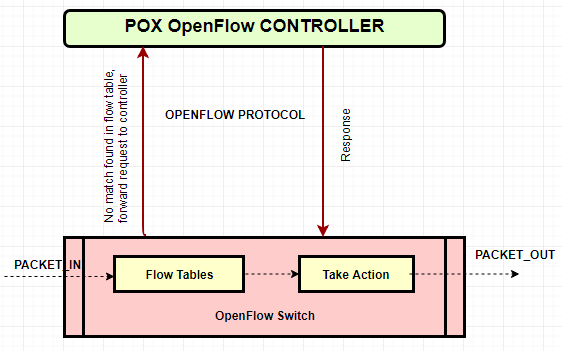 POX OpenFlow CONTROLLER
No match found in flow table,
forward request to controller
OPENFLOW PROTOCOL
Response
PACKET_IN
Flow Tables
Take Action
PACKET_OUT
OpenFlow Switch